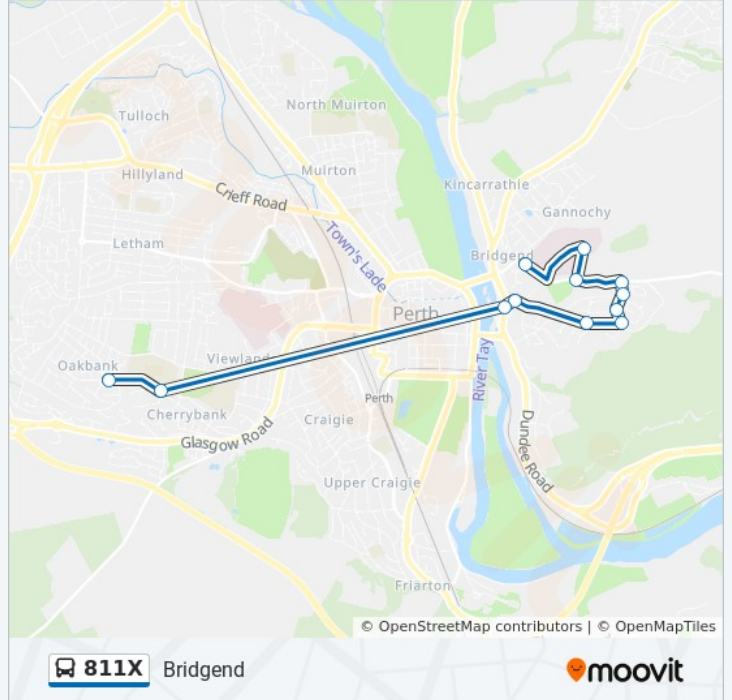 North Muirton
Tulloch
Muirton
Hillyland
Kincarrathie
Crieff Road
Gannochy
Town's Lade
Letham
Bridgend
Perth
Oakbank
Viewland
River Tay
Perth
Cherrybank
Craigie
Glasgow Road
Dundee Road
Upper Craigie
Friarton
© OpenStreetMap contributors | © OpenMapTiles
811X Bridgend
moovit